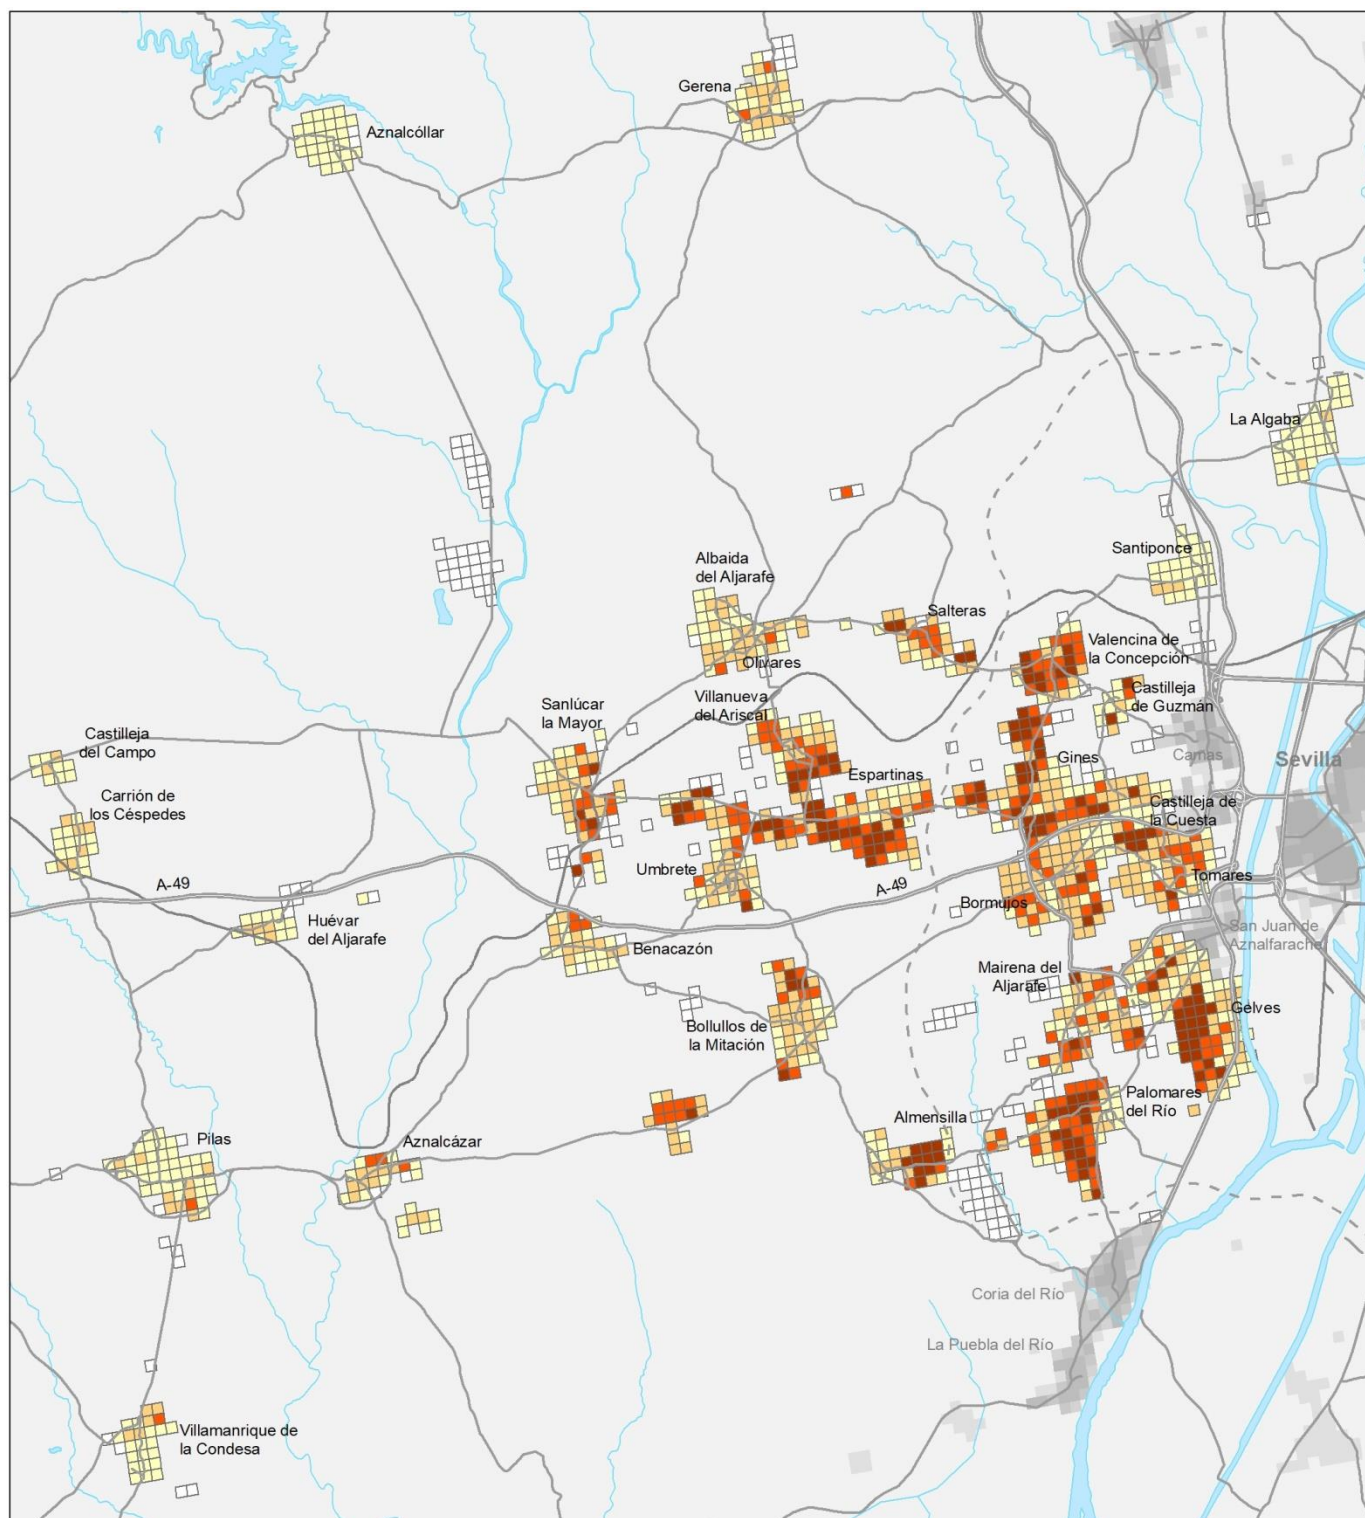 Gerena
Aznalcóllar
La Algaba
Santiponce
Albaida
del Aljarafe
Salteras
Olivares
Valencina de
la Concepción
Villanueva
del Ariscal
Castilleja
de Guzmán
Sanlúcar
la Mayor
Castilleja
del Campo
Camas
Sevilla
Gines
Espartinas
Carrión de
los Céspedes
Castilleja de
la Cuesta
Umbrete
Tomares
A-49
A-49
Bormujos
Huévar
del Aljarafe
San Juan de
Aznalfarache
Benacazón
Mairena del
Aljarafe
Gelves
Bollullos de
la Mitación
Palomares
del Río
Almensilla
Pilas
Aznalcázar
Coria del Río
La Puebla del Río
Villamanrique de
la Condesa